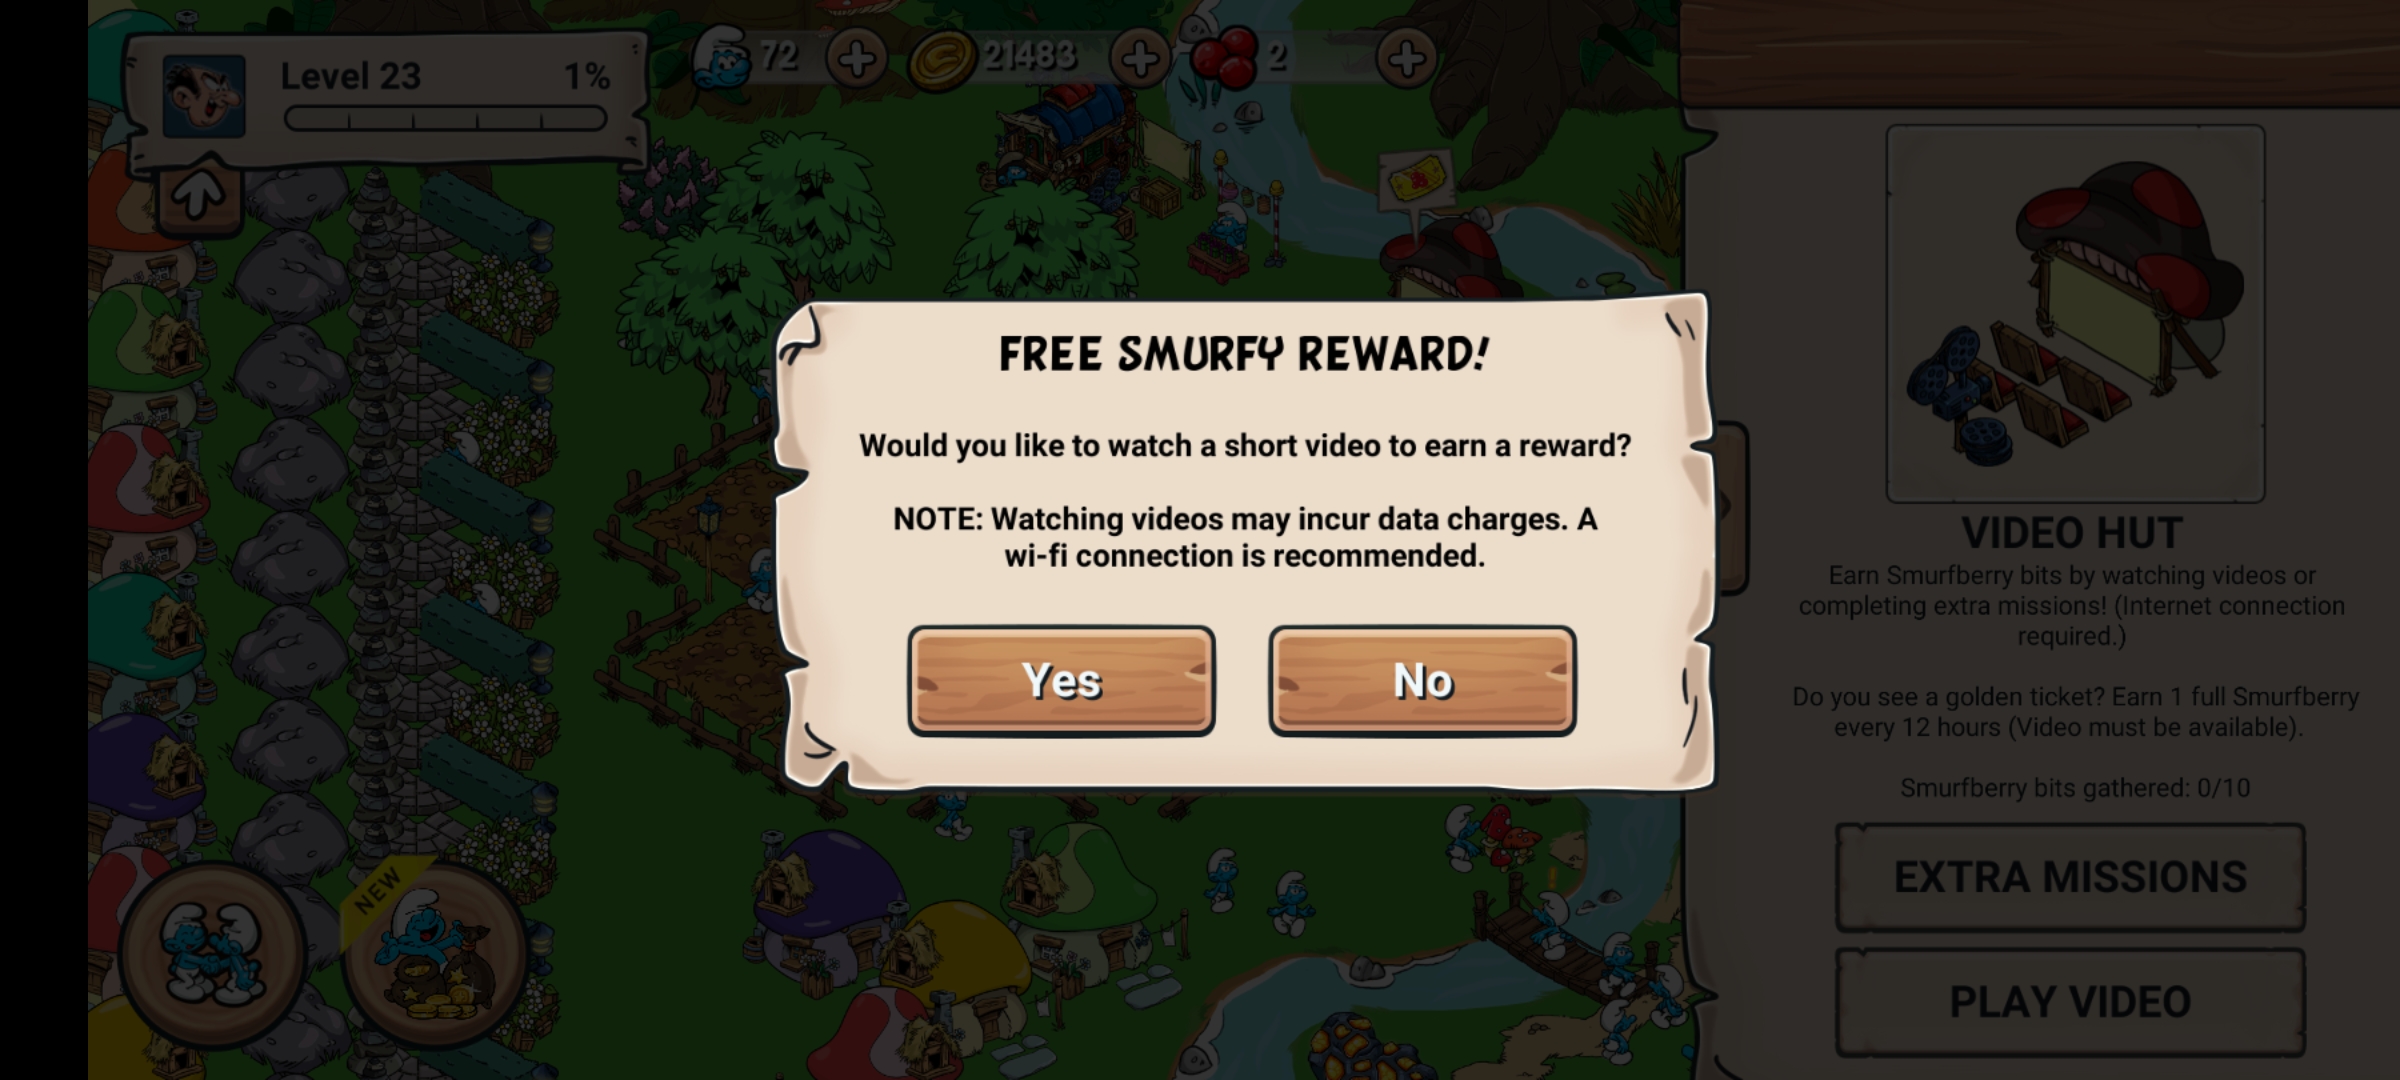 Level 23 1%
72
21483
2
FREE SMURFY REWARD!
Would you like to watch a short video to earn a reward?
NOTE: Watching videos may incur data charges. A
wi-fi connection is recommended.
Yes
No
VIDEO HUT
Earn Smurfberry bits by watching videos or
completing extra missions! (Internet connection
required.)
Do you see a golden ticket? Earn 1 full Smurfberry
every 12 hours (Video must be available).
Smurfberry bits gathered: 0/10
EXTRA MISSIONS
PLAY VIDEO
NEW